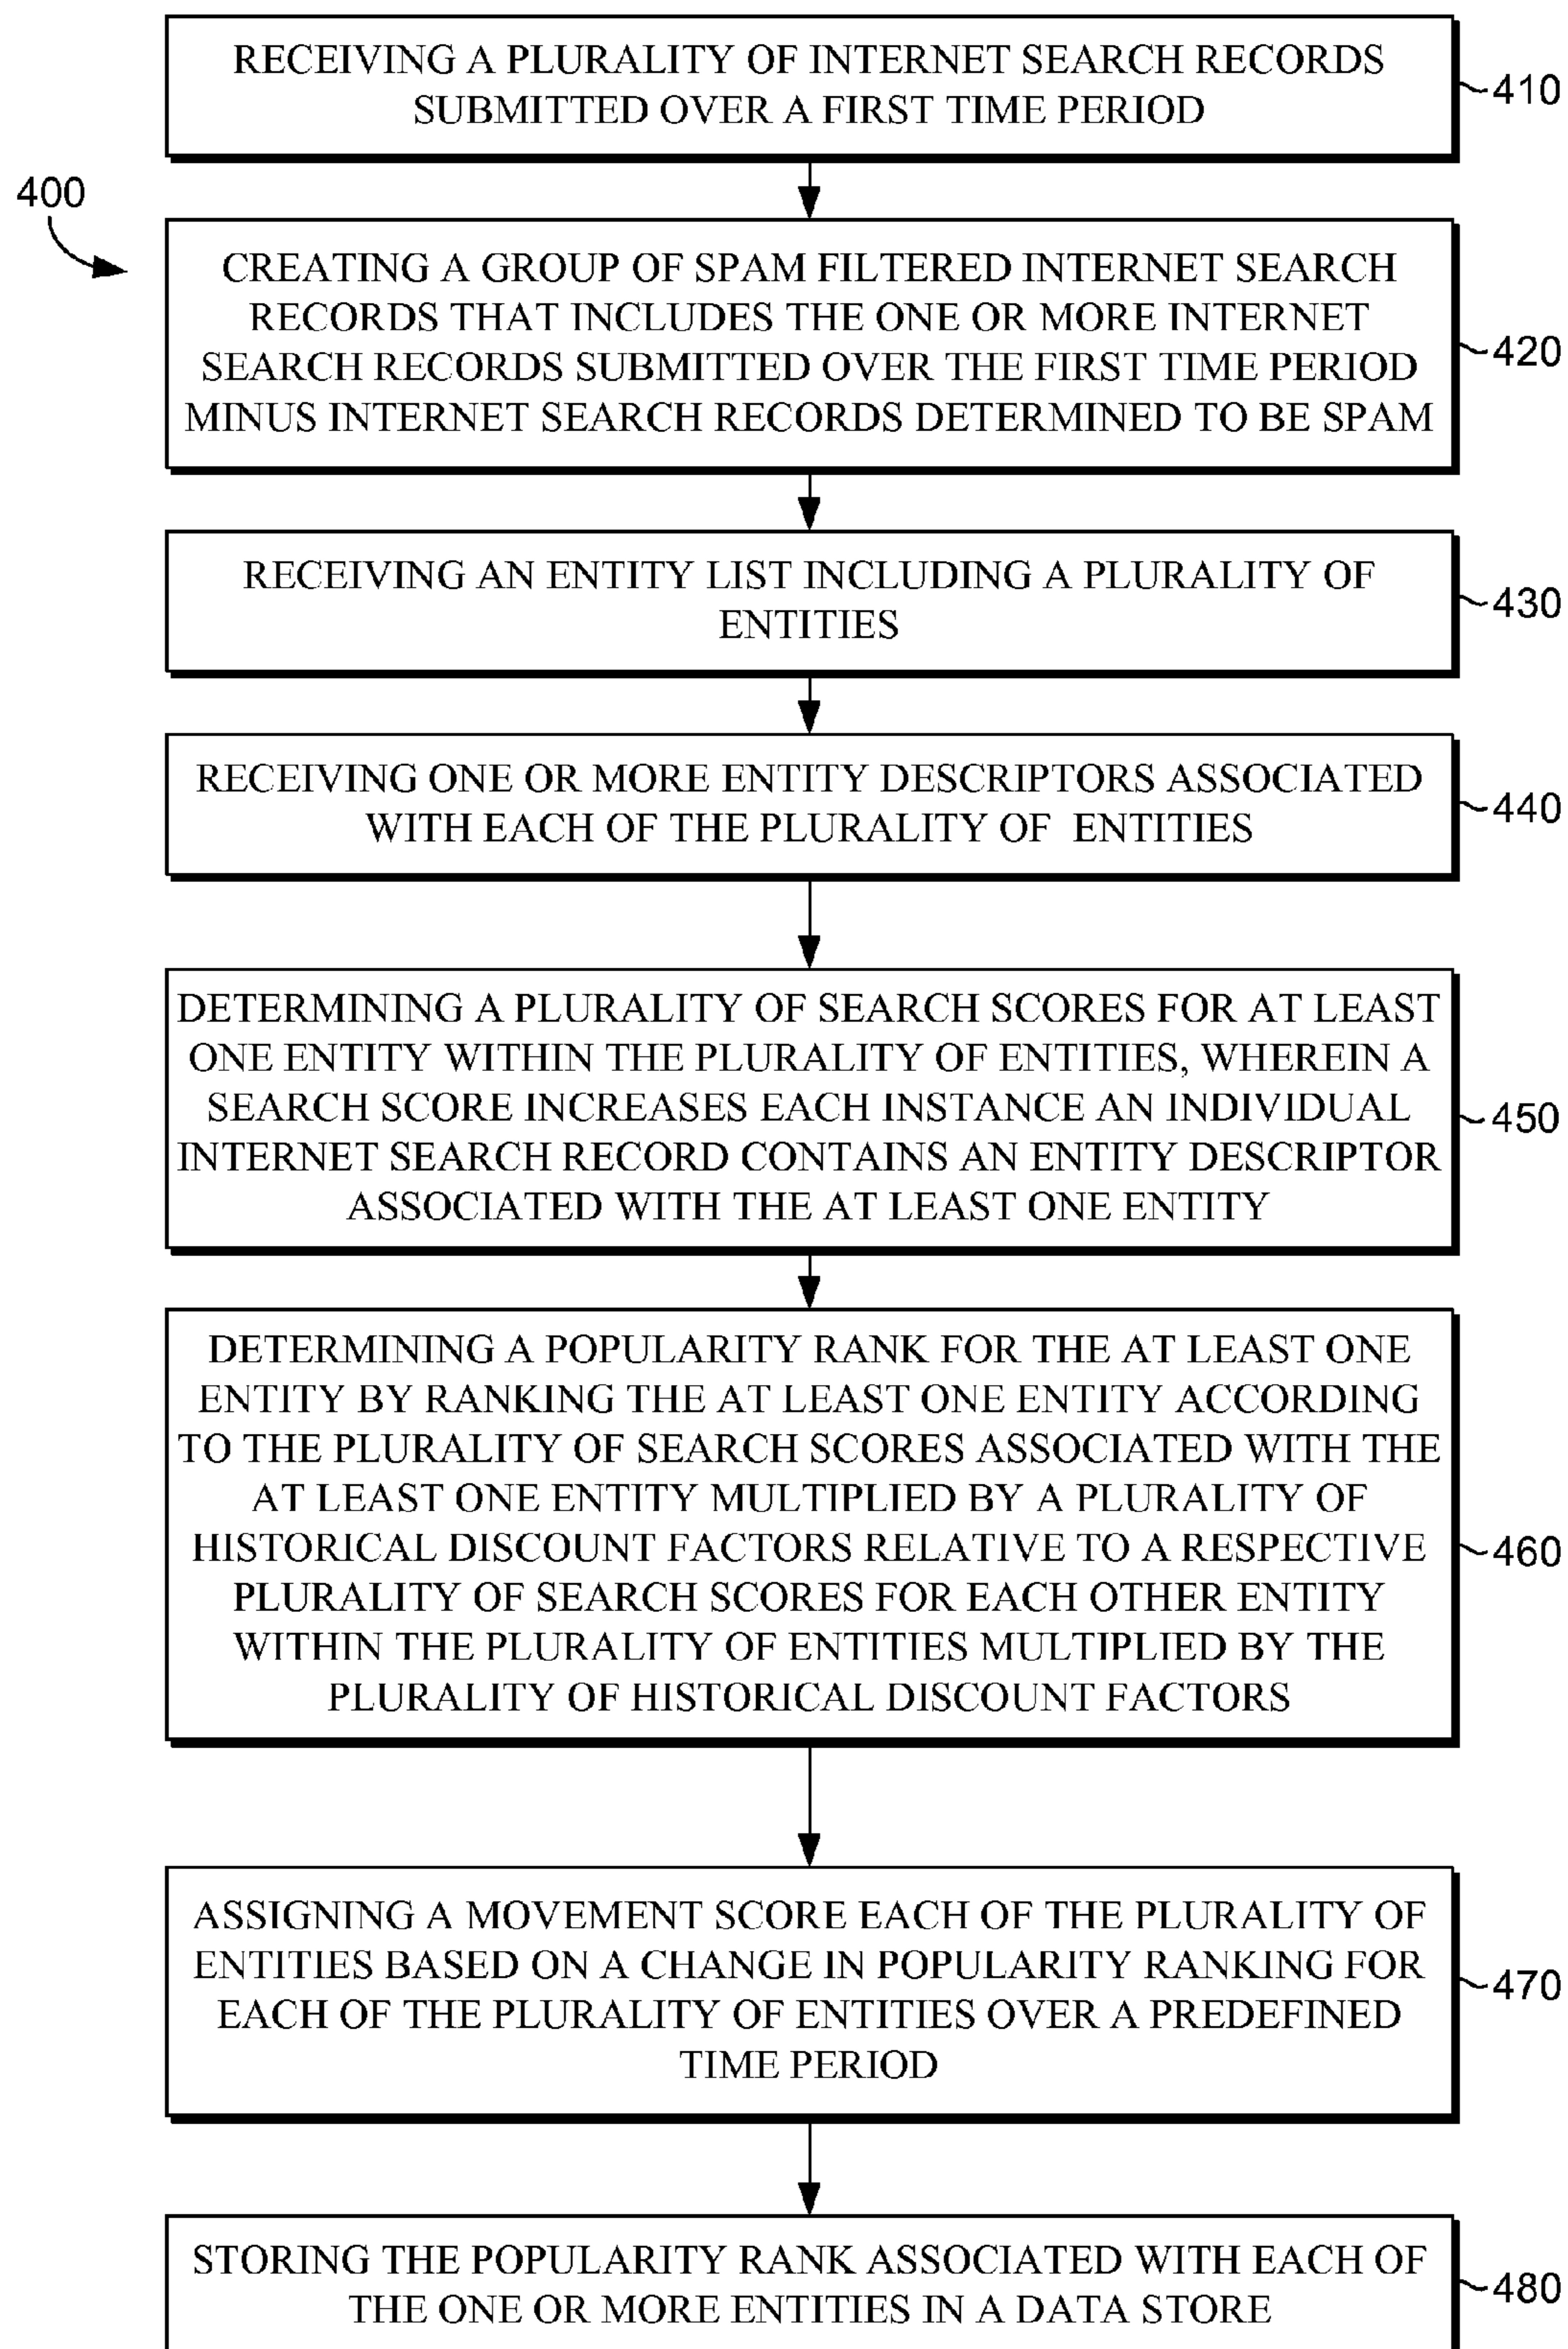 RECEIVING A PLURALITY OF INTERNET SEARCH RECORDS
SUBMITTED OVER A FIRST TIME PERIOD
410
400
CREATING A GROUP OF SPAM FILTERED INTERNET SEARCH
RECORDS THAT INCLUDES THE ONE OR MORE INTERNET
SEARCH RECORDS SUBMITTED OVER THE FIRST TIME PERIOD
MINUS INTERNET SEARCH RECORDS DETERMINED TO BE SPAM
420
RECEIVING AN ENTITY LIST INCLUDING A PLURALITY OF
ENTITIES
430
RECEIVING ONE OR MORE ENTITY DESCRIPTORS ASSOCIATED
WITH EACH OF THE PLURALITY OF ENTITIES
440
DETERMINING A PLURALITY OF SEARCH SCORES FOR AT LEAST
ONE ENTITY WITHIN THE PLURALITY OF ENTITIES, WHEREIN A
SEARCH SCORE INCREASES EACH INSTANCE AN INDIVIDUAL
INTERNET SEARCH RECORD CONTAINS AN ENTITY DESCRIPTOR
ASSOCIATED WITH THE AT LEAST ONE ENTITY
450
DETERMINING A POPULARITY RANK FOR THE AT LEAST ONE
ENTITY BY RANKING THE AT LEAST ONE ENTITY ACCORDING
TO THE PLURALITY OF SEARCH SCORES ASSOCIATED WITH THE
AT LEAST ONE ENTITY MULTIPLIED BY A PLURALITY OF
HISTORICAL DISCOUNT FACTORS RELATIVE TO A RESPECTIVE
PLURALITY OF SEARCH SCORES FOR EACH OTHER ENTITY
WITHIN THE PLURALITY OF ENTITIES MULTIPLIED BY THE
PLURALITY OF HISTORICAL DISCOUNT FACTORS
460
ASSIGNING A MOVEMENT SCORE EACH OF THE PLURALITY OF
ENTITIES BASED ON A CHANGE IN POPULARITY RANKING FOR
EACH OF THE PLURALITY OF ENTITIES OVER A PREDEFINED
TIME PERIOD
470
STORING THE POPULARITY RANK ASSOCIATED WITH EACH OF
THE ONE OR MORE ENTITIES IN A DATA STORE
480